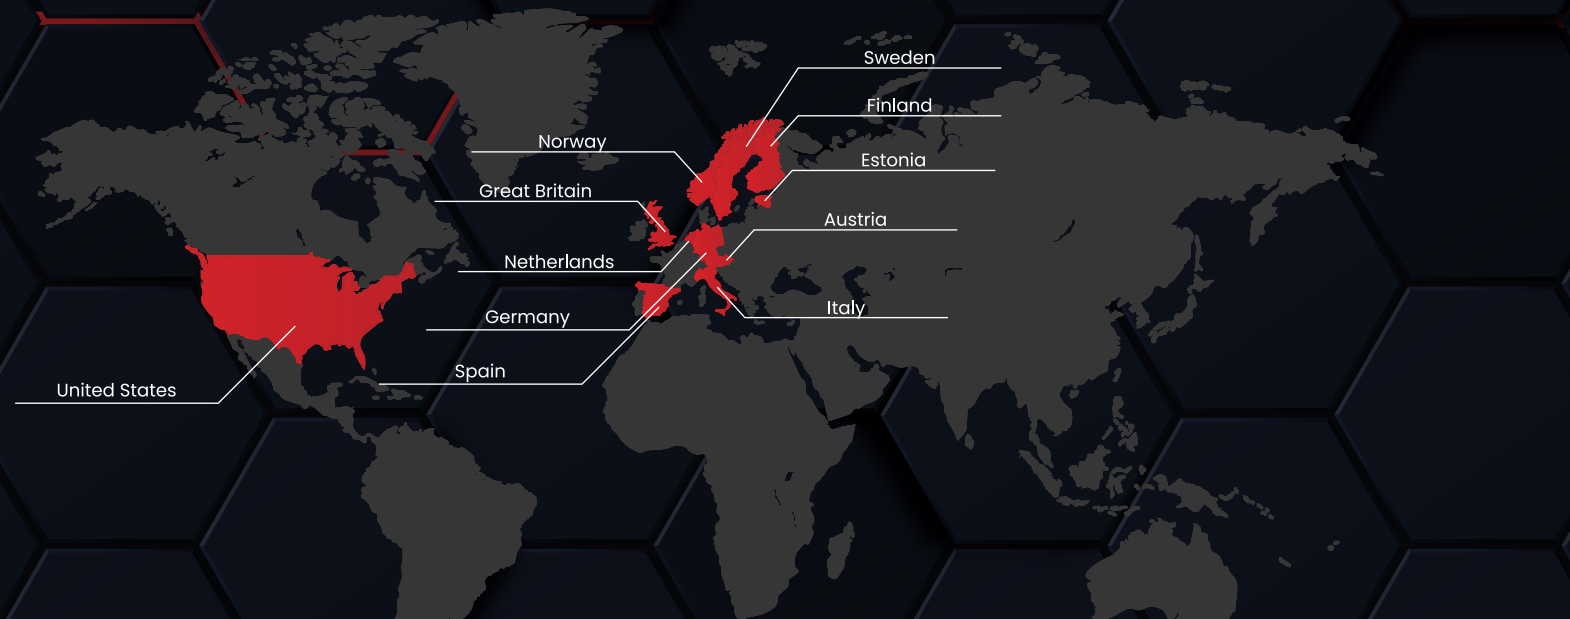 Sweden
Finland
Norway
Estonia
Great Britain
Austria
Netherlands
Italy
Germany
Spain
United States